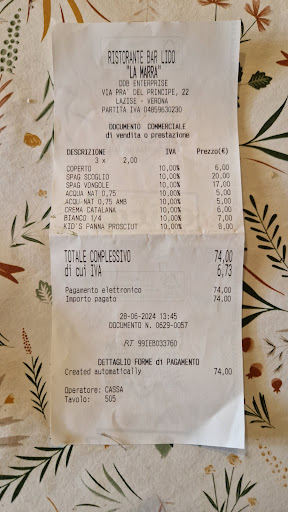 RISTORANTE BAR LIDO
"LA MARRA"
DDB ENTERPRISE
VIA PRA' DEL PRINCIPE, 22
LAZISE - VERONA
PARTITA IVA 04859630230
DOCUMENTO COMMERCIALE
di vendita o prestazione
DESCRIZIONE IVA Prezzo(€)
3 x 2,00
COPERTO 10,00% 6,00
SPAG SCOGLIO 10,00% 20,00
SPAG VONGOLE 10,00% 17,00
ACQUA NAT 0,75 10,00% 5,00
ACQU-NAT 0,75 AMB 10,00% 5,00
CREMA CATALANA 10,00% 6,00
BIANCO 1/4 10,00% 7,00
KID'S PANNA PROSCIUT 10,00% 8,00
TOTALE COMPLESSIVO 74,00
di cui IVA 6,73
Pagamento elettronico 74,00
Importo pagato 74,00
28-06-2024 13:45
DOCUMENTO N. 0629-0057
RT 99IEB033760
DETTAGLIO FORME di PAGAMENTO
Created automatically 74,00
Operatore: CASSA
Tavolo: 505